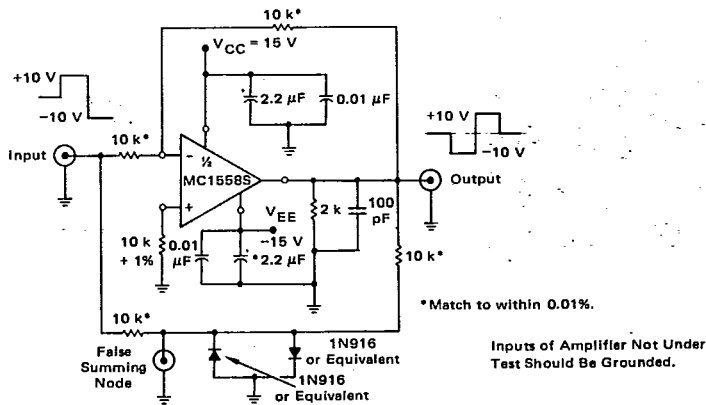 10 k*
VCC = 15 V
+10 V
−10 V
2.2 μF
0.01 μF
10 k*
+10 V
−10 V
Input
−
½
MC1558S
+
Output
VEE
−15 V
2 k
100
pF
10 k
+ 1%
0.01
μF
*2.2 μF
10 k*
*Match to within 0.01%.
10 k*
1N916
or Equivalent
False
Summing
Node
1N916
or Equivalent
Inputs of Amplifier Not Under
Test Should Be Grounded.